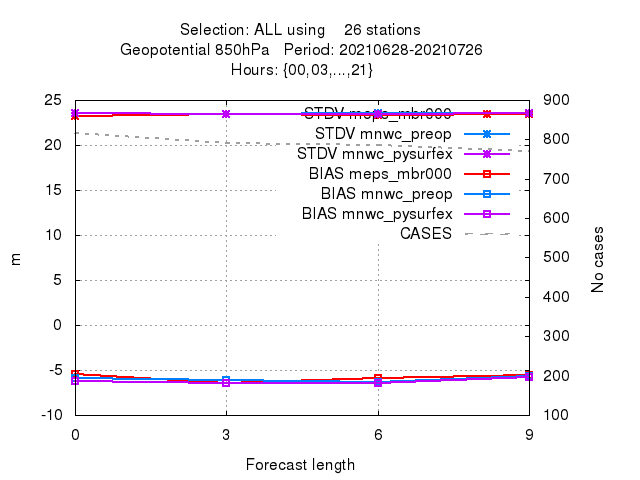 Selection: ALL using 26 stations
Geopotential 850hPa Period: 20210628-20210726
Hours: {00,03,...,21}
25
20
15
10
5
0
-5
-10
m
900
800
700
600
500
400
300
200
100
No cases
STDV meps_mbr000
STDV mnwc_preop
STDV mnwc_pysurfex
BIAS meps_mbr000
BIAS mnwc_preop
BIAS mnwc_pysurfex
CASES
0 3 6 9
Forecast length